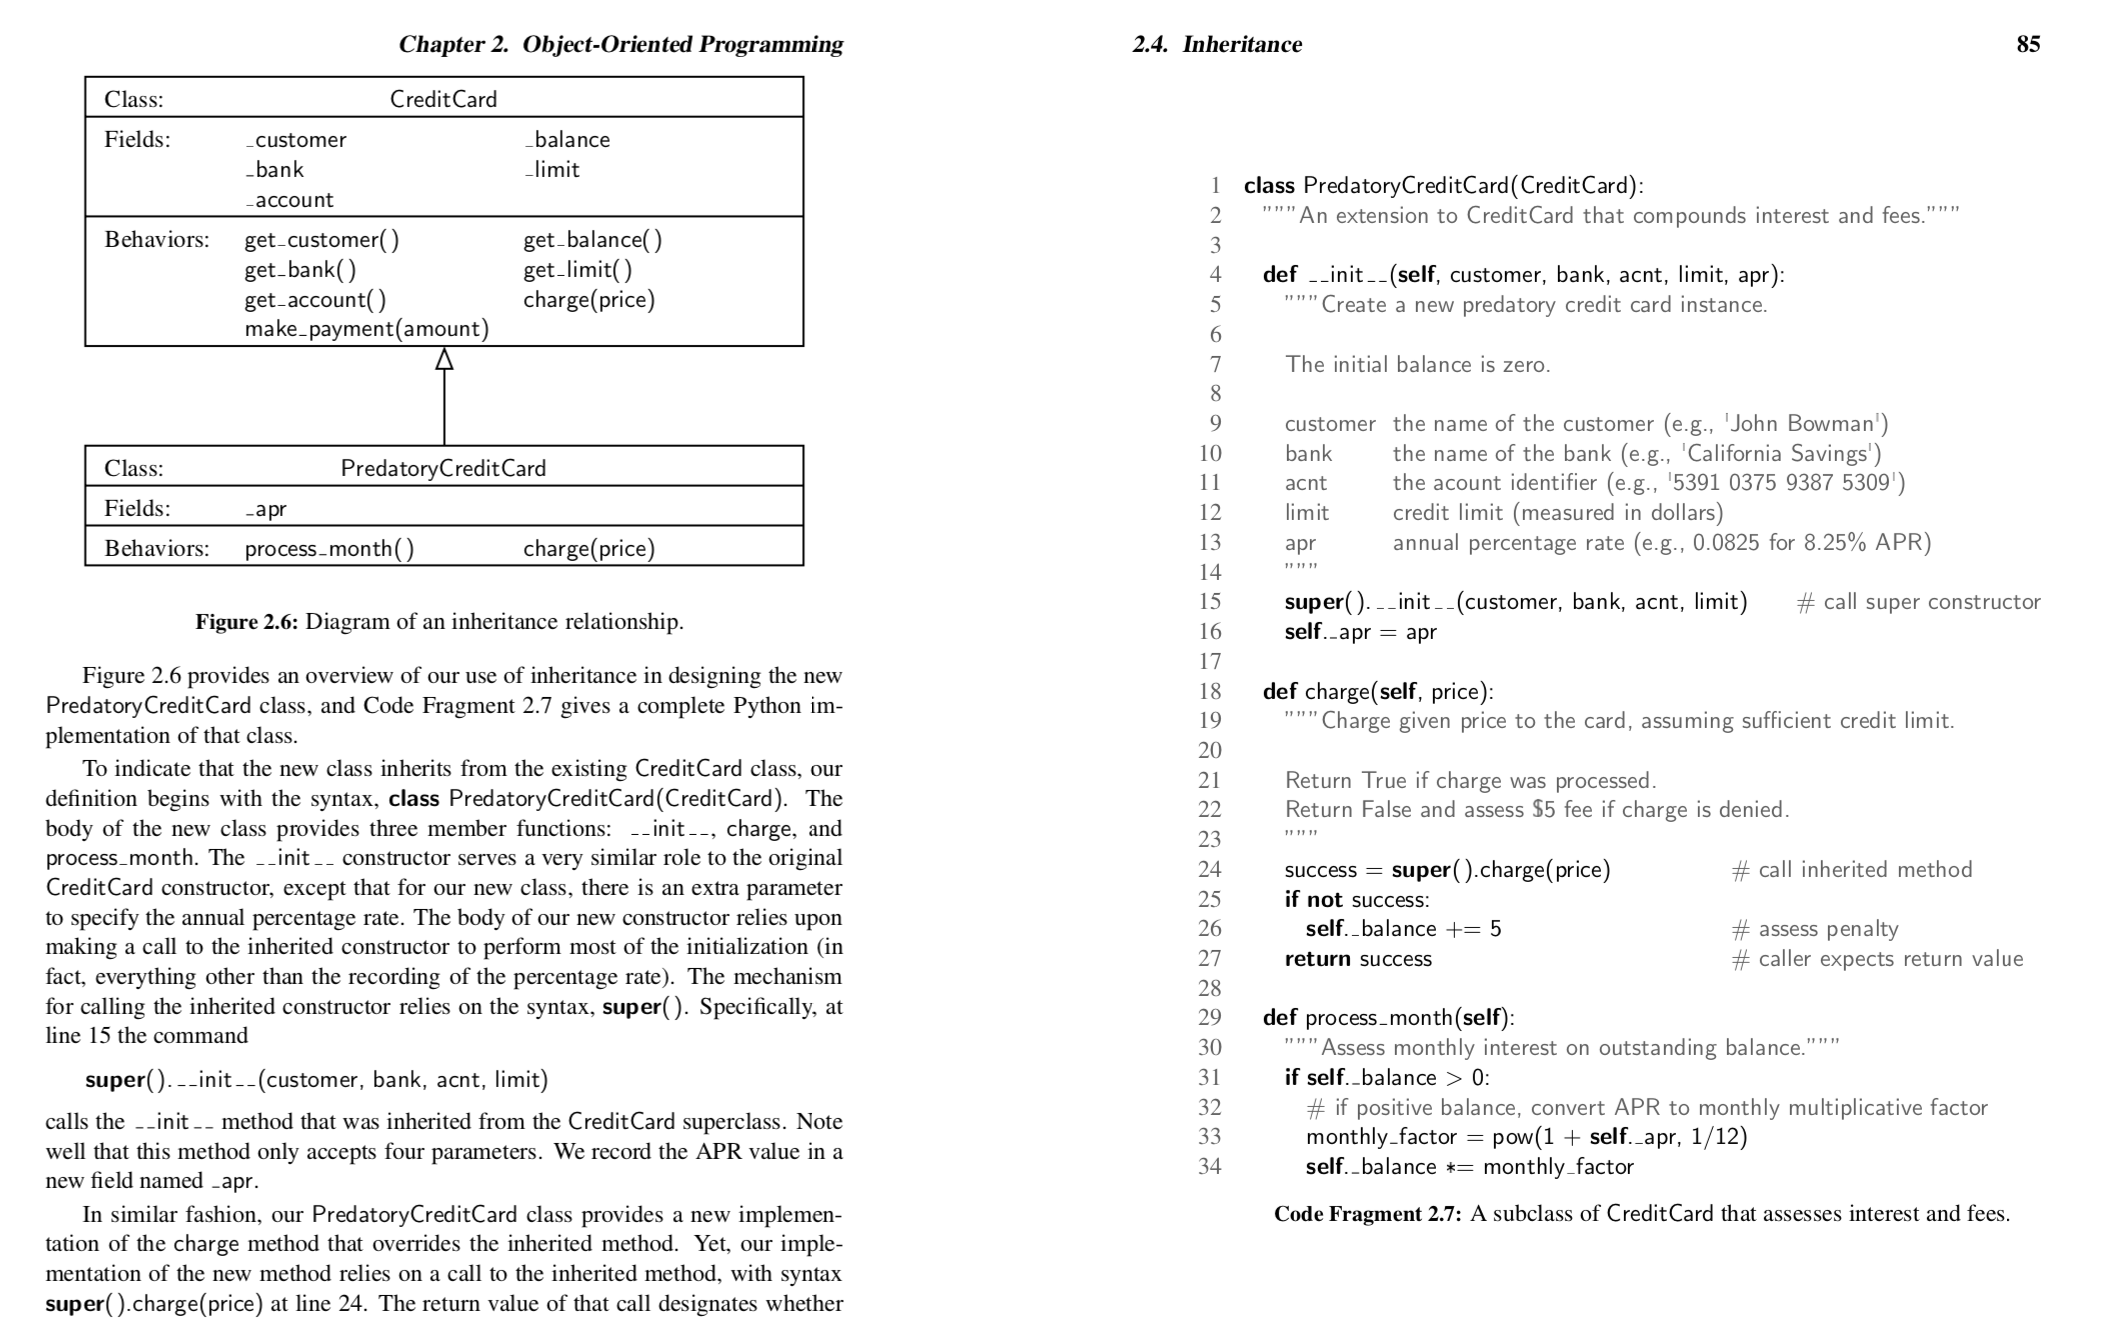 Chapter 2. Object-Oriented Programming
Class: CreditCard
Fields: _customer _balance
_bank _limit
_account
Behaviors: get_customer() get_balance()
get_bank() get_limit()
get_account() charge(price)
make_payment(amount)
Class: PredatoryCreditCard
Fields: _apr
Behaviors: process_month() charge(price)
Figure 2.6: Diagram of an inheritance relationship.
Figure 2.6 provides an overview of our use of inheritance in designing the new
PredatoryCreditCard class, and Code Fragment 2.7 gives a complete Python im-
plementation of that class.
To indicate that the new class inherits from the existing CreditCard class, our
definition begins with the syntax, class PredatoryCreditCard(CreditCard). The
body of the new class provides three member functions: __init__, charge, and
process_month. The __init__ constructor serves a very similar role to the original
CreditCard constructor, except that for our new class, there is an extra parameter
to specify the annual percentage rate. The body of our new constructor relies upon
making a call to the inherited constructor to perform most of the initialization (in
fact, everything other than the recording of the percentage rate). The mechanism
for calling the inherited constructor relies on the syntax, super(). Specifically, at
line 15 the command
super().__init__(customer, bank, acnt, limit)
calls the __init__ method that was inherited from the CreditCard superclass. Note
well that this method only accepts four parameters. We record the APR value in a
new field named _apr.
In similar fashion, our PredatoryCreditCard class provides a new implemen-
tation of the charge method that overrides the inherited method. Yet, our imple-
mentation of the new method relies on a call to the inherited method, with syntax
super().charge(price) at line 24. The return value of that call designates whether
2.4. Inheritance 85
1 class PredatoryCreditCard(CreditCard):
2 """An extension to CreditCard that compounds interest and fees."""
3
4 def __init__(self, customer, bank, acnt, limit, apr):
5 """Create a new predatory credit card instance.
6
7 The initial balance is zero.
8
9 customer the name of the customer (e.g., 'John Bowman')
10 bank the name of the bank (e.g., 'California Savings')
11 acnt the acount identifier (e.g., '5391 0375 9387 5309')
12 limit credit limit (measured in dollars)
13 apr annual percentage rate (e.g., 0.0825 for 8.25% APR)
14 """
15 super().__init__(customer, bank, acnt, limit) # call super constructor
16 self._apr = apr
17
18 def charge(self, price):
19 """Charge given price to the card, assuming sufficient credit limit.
20
21 Return True if charge was processed.
22 Return False and assess $5 fee if charge is denied.
23 """
24 success = super().charge(price) # call inherited method
25 if not success:
26 self._balance += 5 # assess penalty
27 return success # caller expects return value
28
29 def process_month(self):
30 """Assess monthly interest on outstanding balance."""
31 if self._balance > 0:
32 # if positive balance, convert APR to monthly multiplicative factor
33 monthly_factor = pow(1 + self._apr, 1/12)
34 self._balance *= monthly_factor
Code Fragment 2.7: A subclass of CreditCard that assesses interest and fees.